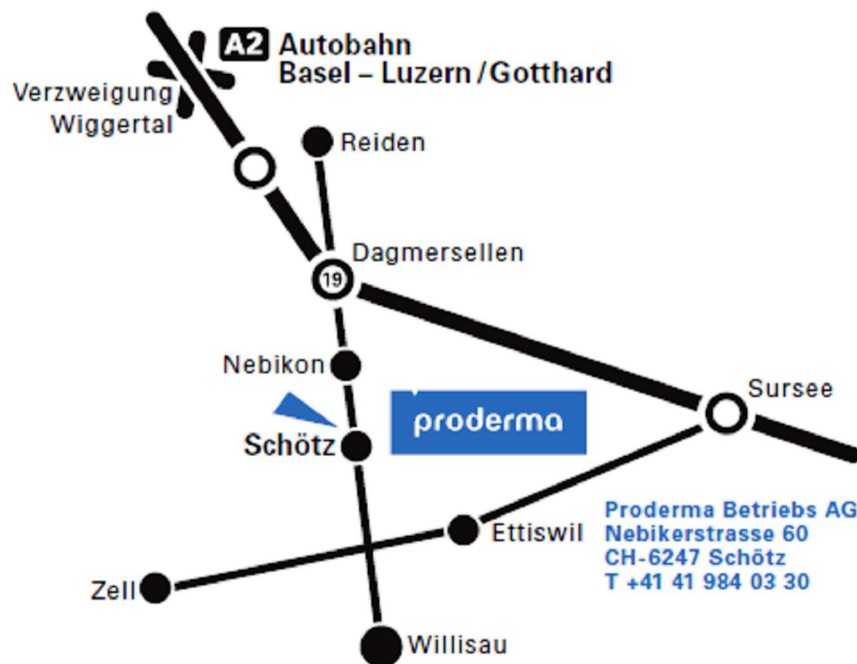 A2 Autobahn
Basel – Luzern/Gotthard
Verzweigung
Wiggertal
Reiden
Dagmersellen
19
Nebikon
Sursee
proderma
Schötz
Ettiswil
Proderma Betriebs AG
Nebikerstrasse 60
CH-6247 Schötz
T +41 41 984 03 30
Zell
Willisau